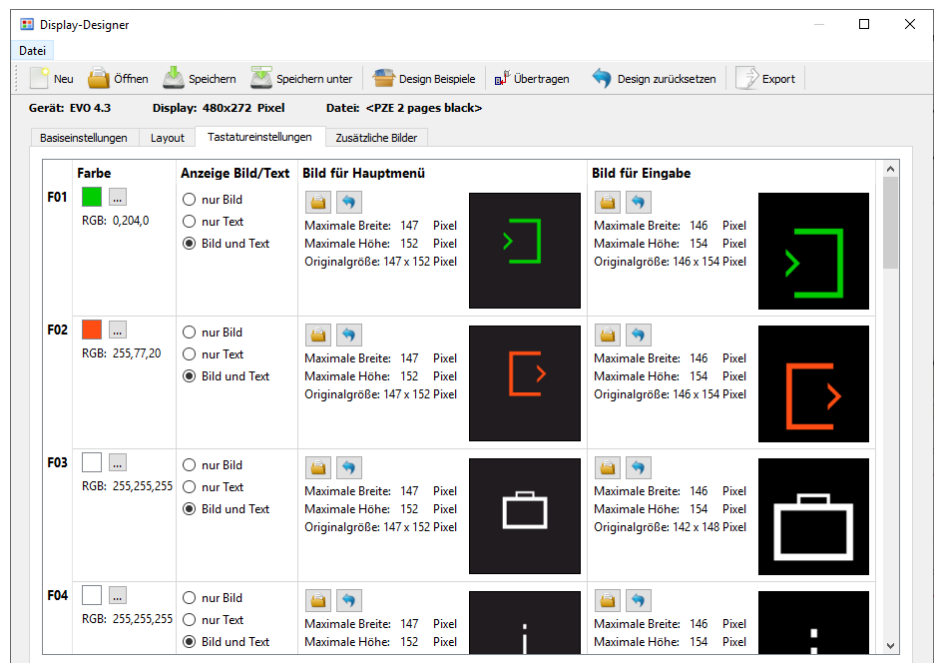 Display-Designer
Datei
Neu Öffnen Speichern Speichern unter Design Beispiele Übertragen Design zurücksetzen Export
Gerät: EVO 4.3 Display: 480x272 Pixel Datei: <PZE 2 pages black>
Basiseinstellungen Layout Tastatureinstellungen Zusätzliche Bilder
Farbe Anzeige Bild/Text Bild für Hauptmenü Bild für Eingabe
F01 ... nur Bild
RGB: 0,204,0 nur Text Maximale Breite: 147 Pixel Maximale Breite: 146 Pixel
Bild und Text Maximale Höhe: 152 Pixel Maximale Höhe: 154 Pixel
Originalgröße: 147 x 152 Pixel Originalgröße: 146 x 154 Pixel
F02 ... nur Bild
RGB: 255,77,20 nur Text Maximale Breite: 147 Pixel Maximale Breite: 146 Pixel
Bild und Text Maximale Höhe: 152 Pixel Maximale Höhe: 154 Pixel
Originalgröße: 147 x 152 Pixel Originalgröße: 146 x 154 Pixel
F03 ... nur Bild
RGB: 255,255,255 nur Text Maximale Breite: 147 Pixel Maximale Breite: 146 Pixel
Bild und Text Maximale Höhe: 152 Pixel Maximale Höhe: 154 Pixel
Originalgröße: 147 x 152 Pixel Originalgröße: 142 x 148 Pixel
F04 ... nur Bild
RGB: 255,255,255 nur Text Maximale Breite: 147 Pixel Maximale Breite: 146 Pixel
Bild und Text Maximale Höhe: 152 Pixel Maximale Höhe: 154 Pixel